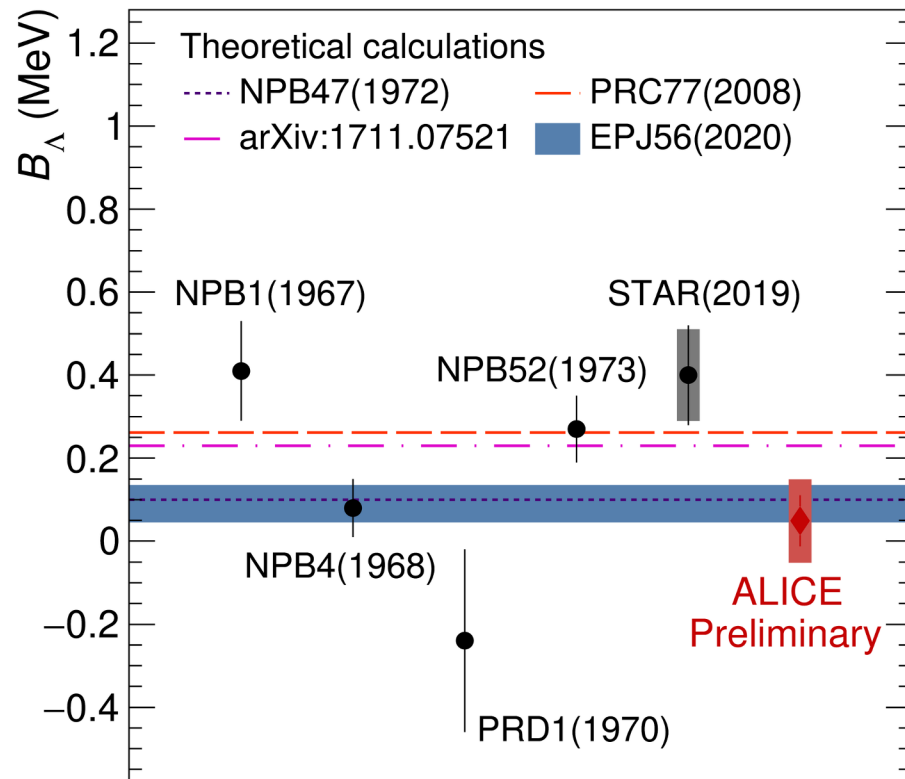 B_Λ (MeV)
1.2
1
0.8
0.6
0.4
0.2
0
−0.2
−0.4
Theoretical calculations
NPB47(1972)
PRC77(2008)
arXiv:1711.07521
EPJ56(2020)
NPB1(1967)
STAR(2019)
NPB52(1973)
NPB4(1968)
ALICE
Preliminary
PRD1(1970)